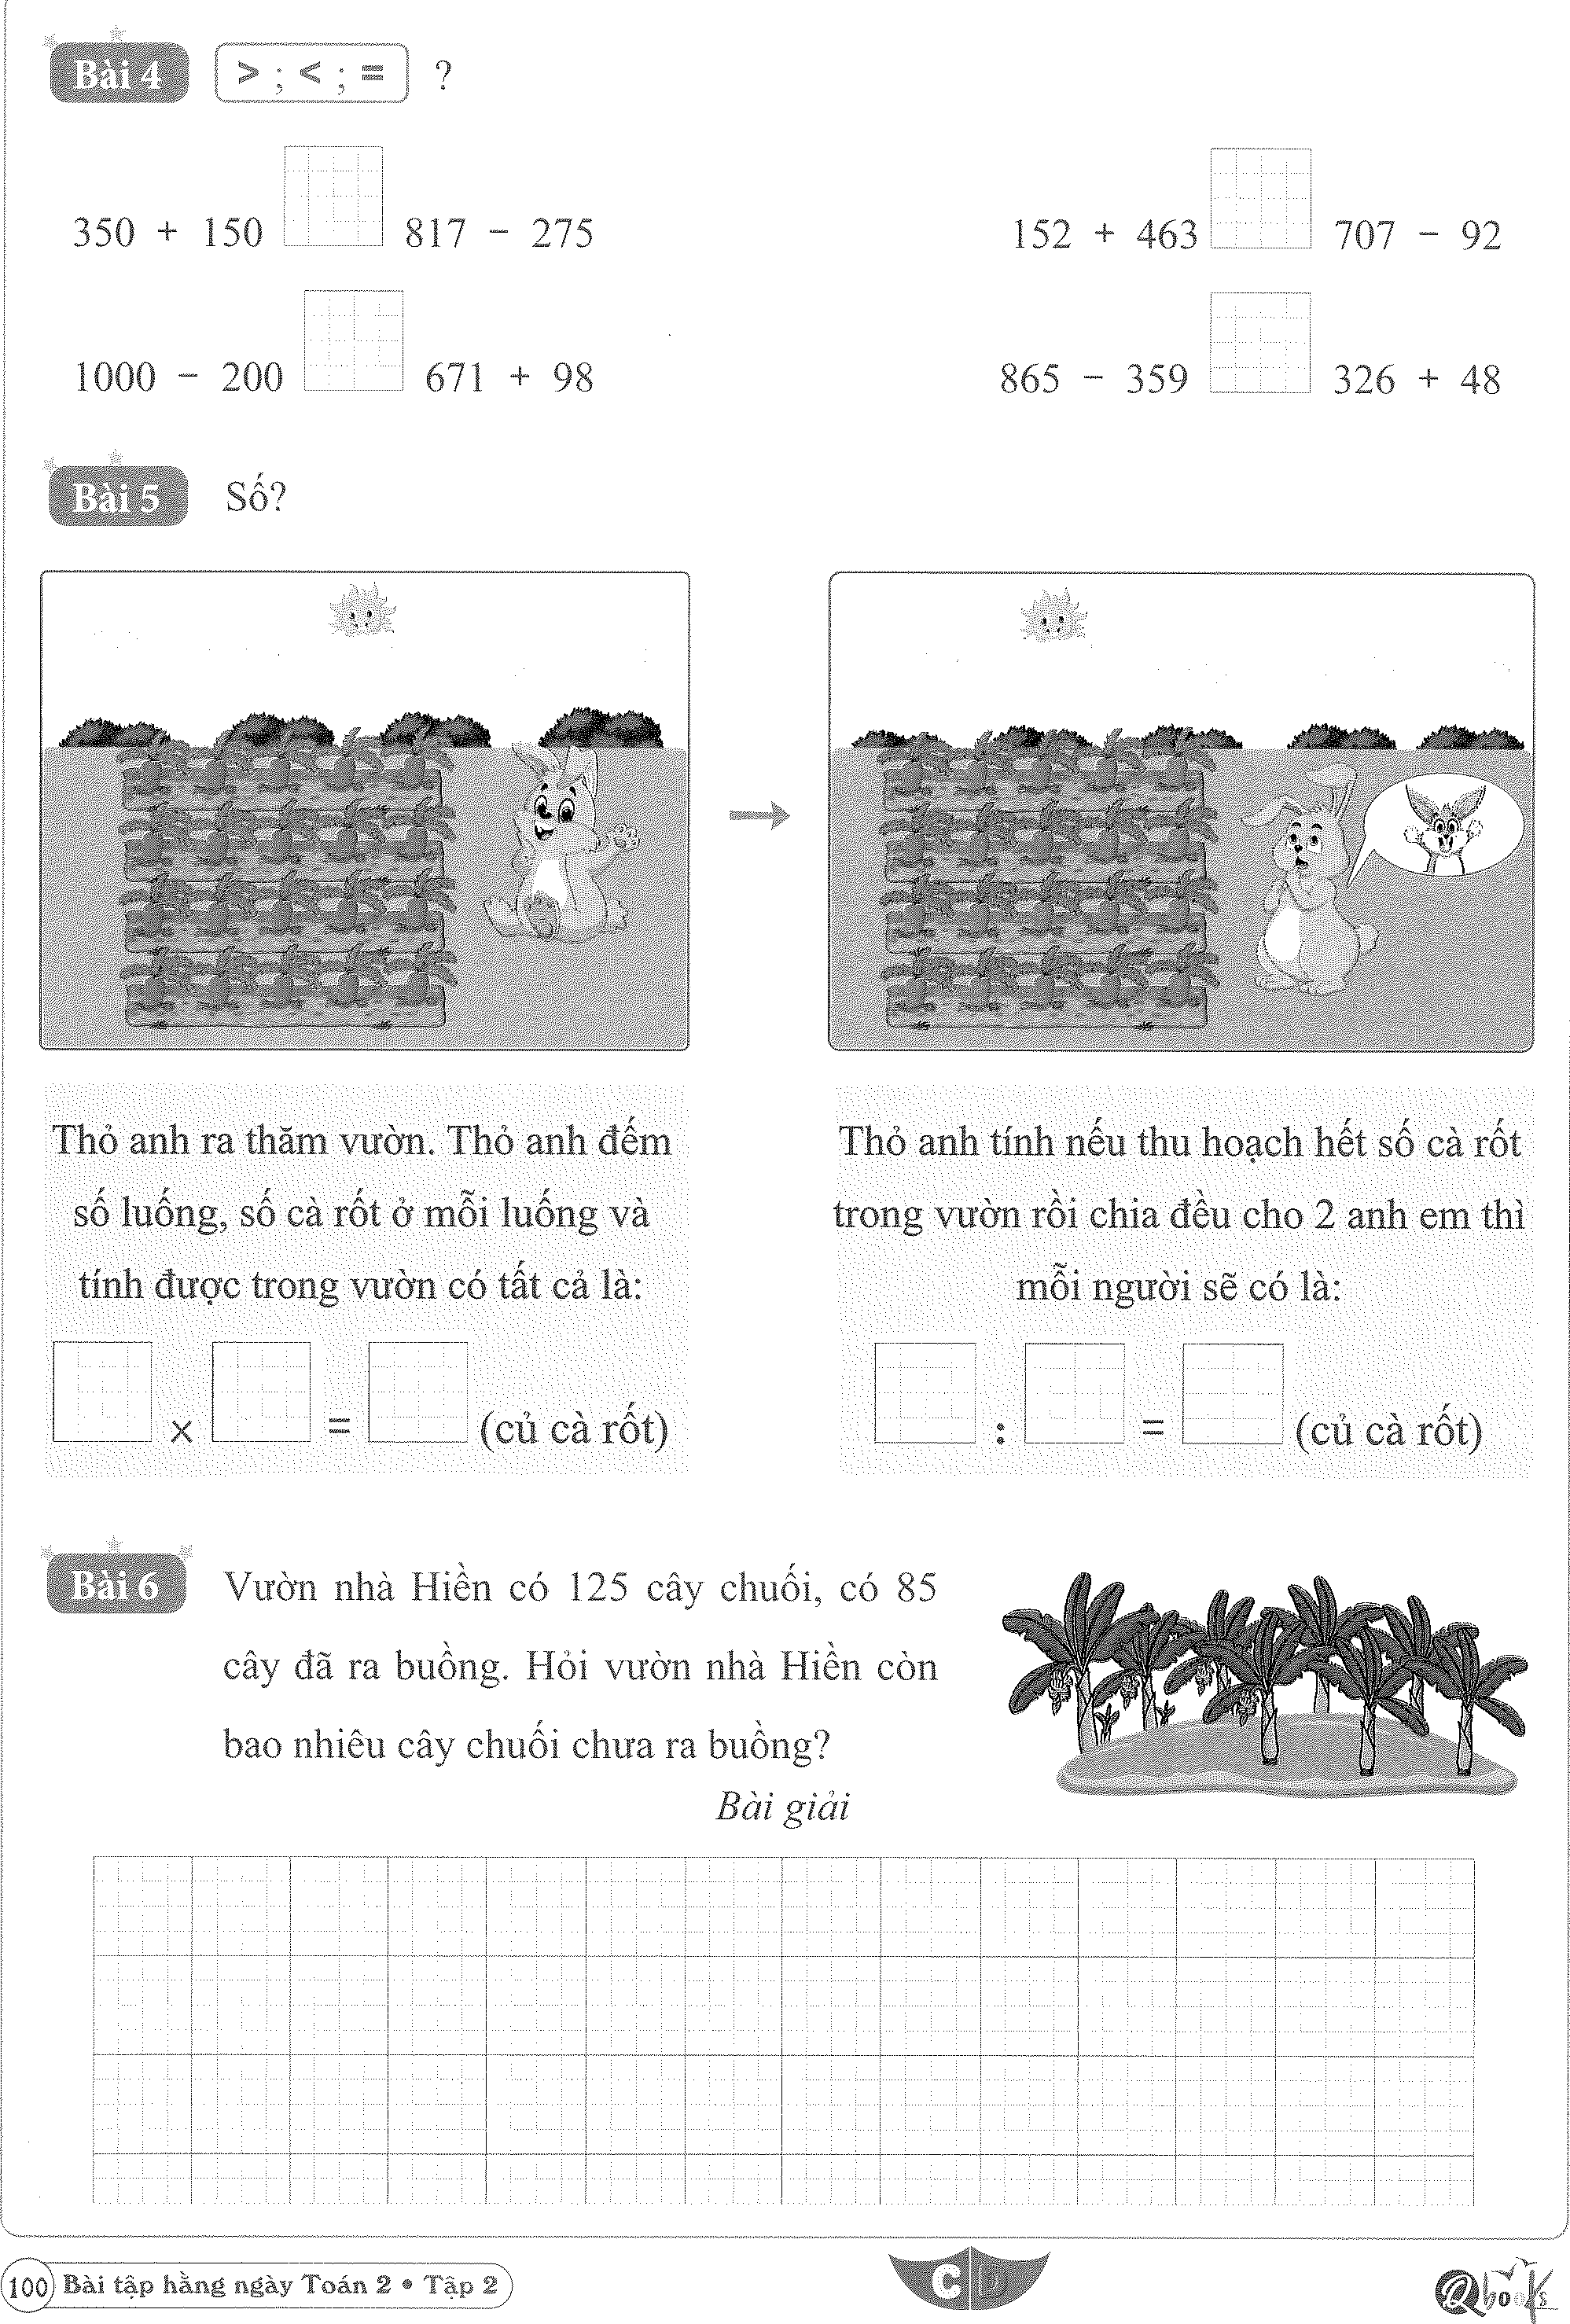 Bài 4 > ; < ; = ?
350 + 150 817 - 275
152 + 463 707 - 92
1000 - 200 671 + 98
865 - 359 326 + 48
Bài 5 Số?
Thỏ anh ra thăm vườn. Thỏ anh đếm
số luống, số cà rốt ở mỗi luống và
tính được trong vườn có tất cả là:
× = (củ cà rốt)
Thỏ anh tính nếu thu hoạch hết số cà rốt
trong vườn rồi chia đều cho 2 anh em thì
mỗi người sẽ có là:
: = (củ cà rốt)
Bài 6 Vườn nhà Hiền có 125 cây chuối, có 85
cây đã ra buồng. Hỏi vườn nhà Hiền còn
bao nhiêu cây chuối chưa ra buồng?
Bài giải
100 Bài tập hằng ngày Toán 2 • Tập 2
CD
Qbooks